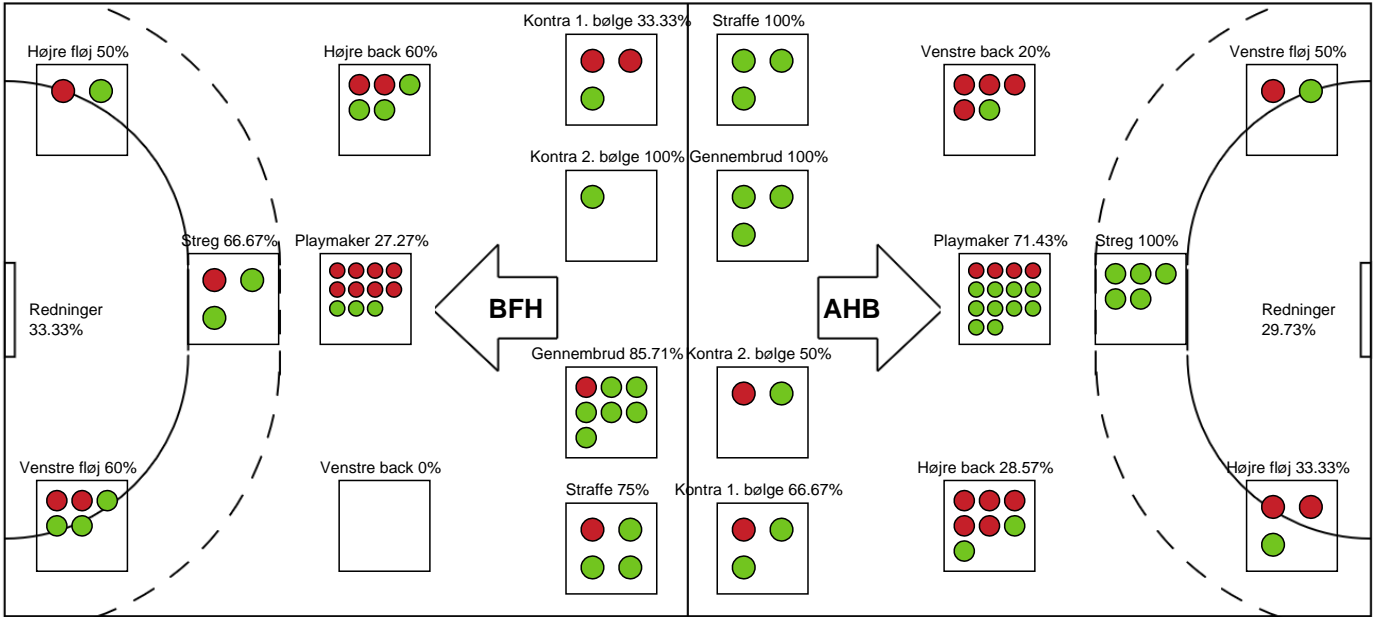 Kontra 1. bølge 33.33%
Straffe 100%
Højre fløj 50%
Højre back 60%
Venstre back 20%
Venstre fløj 50%
Kontra 2. bølge 100%
Gennembrud 100%
Streg 66.67%
Playmaker 27.27%
Playmaker 71.43%
Streg 100%
Redninger
33.33%
BFH
AHB
Redninger
29.73%
Gennembrud 85.71%
Kontra 2. bølge 50%
Venstre fløj 60%
Venstre back 0%
Straffe 75%
Kontra 1. bølge 66.67%
Højre back 28.57%
Højre fløj 33.33%